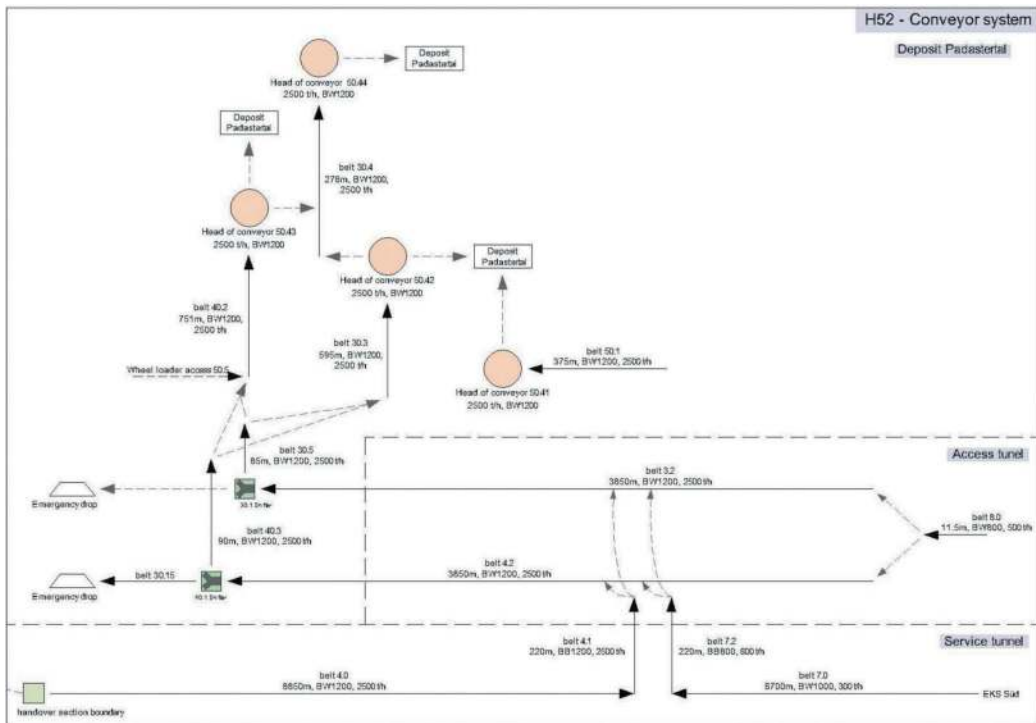 H52 - Conveyor system
Deposit Padastertal
Deposit
Padastertal
Head of conveyor 50.44
2500 t/h, BW1200
Deposit
Padastertal
belt 30.4
278m, BW1200,
2500 t/h
Head of conveyor 50.43
2500 t/h, BW1200
Deposit
Padastertal
Head of conveyor 50.42
2500 t/h, BW1200
belt 40.2
751m, BW1200,
2500 t/h
belt 30.3
595m, BW1200,
2500 t/h
belt 50.1
375m, BW1200, 2500 t/h
Wheel loader access 50.5
Head of conveyor 50.41
2500 t/h, BW1200
belt 30.5
85m, BW1200, 2500 t/h
Access tunel
belt 3.2
3850m, BW1200, 2500 t/h
Emergency drop
belt 8.0
11.5m, BW800, 500 t/h
belt 40.3
90m, BW1200, 2500 t/h
belt 4.2
3850m, BW1200, 2500 t/h
belt 30.15
Emergency drop
Service tunnel
belt 4.1
220m, BB1200, 2500 t/h
belt 7.2
220m, BB800, 600 t/h
belt 4.0
6650m, BW1200, 2500 t/h
belt 7.0
6700m, BW1000, 300 t/h
EKS Süd
handover section boundary